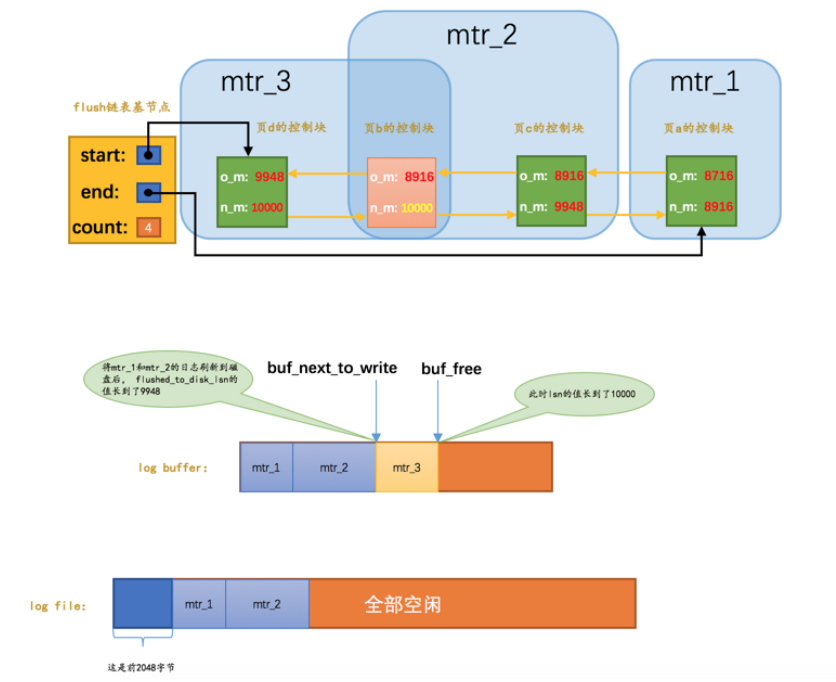 mtr_2
mtr_3
mtr_1
flush链表基节点
页d的控制块
页b的控制块
页c的控制块
页a的控制块
start:
end:
count: 4
o_m: 9948
n_m: 10000
o_m: 8916
n_m: 10000
o_m: 8916
n_m: 9948
o_m: 8716
n_m: 8916
将mtr_1和mtr_2的日志刷新到磁
盘后, flushed_to_disk_lsn的
值长到了9948
buf_next_to_write
buf_free
此时lsn的值长到了10000
log buffer:
mtr_1
mtr_2
mtr_3
log file:
mtr_1
mtr_2
全部空闲
这是前2048字节